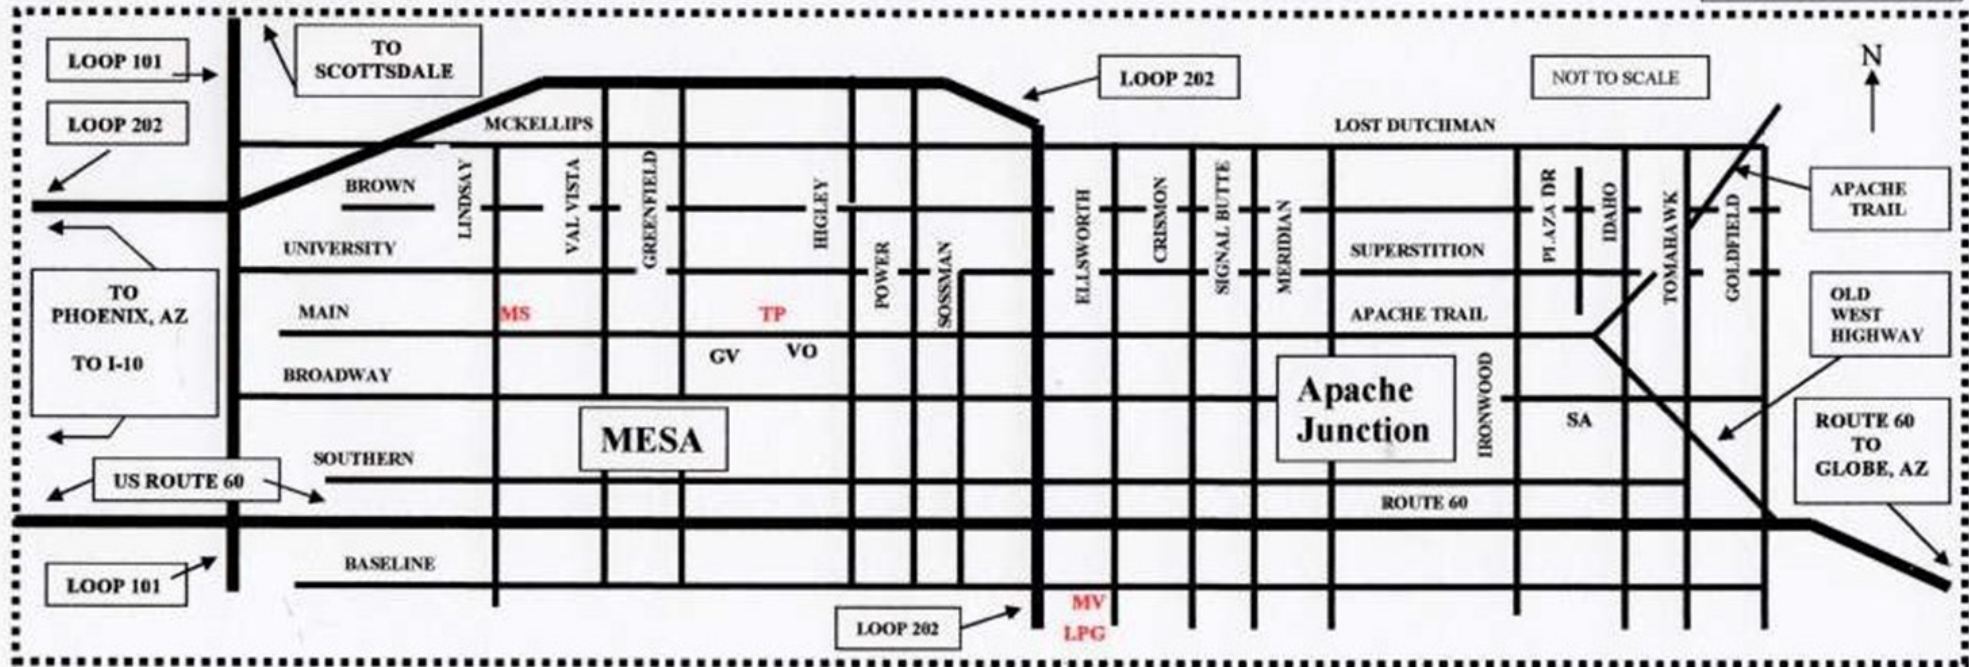 LOOP 101
TO
SCOTTSDALE
LOOP 202
NOT TO SCALE
N
LOOP 202
MCKELLIPS
LOST DUTCHMAN
BROWN
LINDSAY
VAL VISTA
GREENFIELD
HIGLEY
POWER
SOSSMAN
ELLSWORTH
CRISMON
SIGNAL BUTTE
MERIDIAN
PLAZA DR
IDAHO
TOMAHAWK
GOLDFIELD
APACHE
TRAIL
UNIVERSITY
SUPERSTITION
TO
PHOENIX, AZ
TO I-10
MAIN
MS
TP
APACHE TRAIL
OLD
WEST
HIGHWAY
GV
VO
BROADWAY
MESA
Apache
Junction
IRONWOOD
SA
ROUTE 60
TO
GLOBE, AZ
SOUTHERN
US ROUTE 60
ROUTE 60
BASELINE
LOOP 101
LOOP 202
MV
LPG